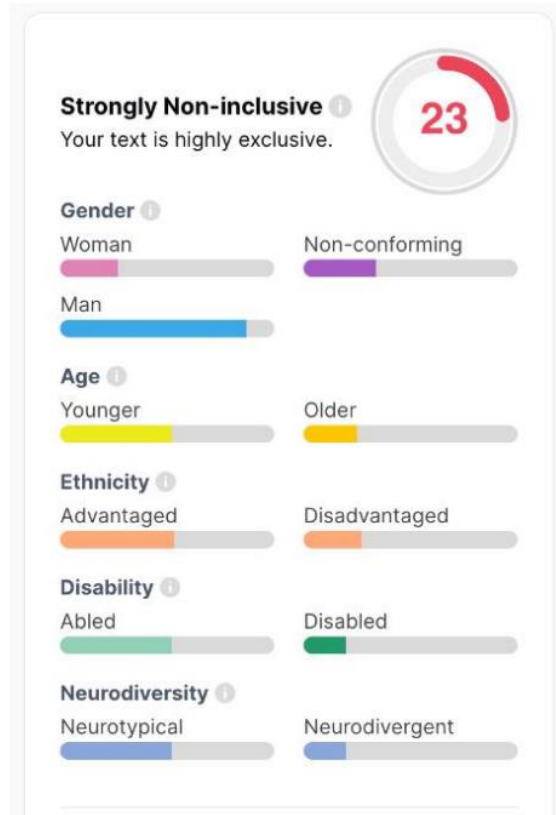 Strongly Non-inclusive
23
Your text is highly exclusive.
Gender
Woman Non-conforming
Man
Age
Younger Older
Ethnicity
Advantaged Disadvantaged
Disability
Abled Disabled
Neurodiversity
Neurotypical Neurodivergent